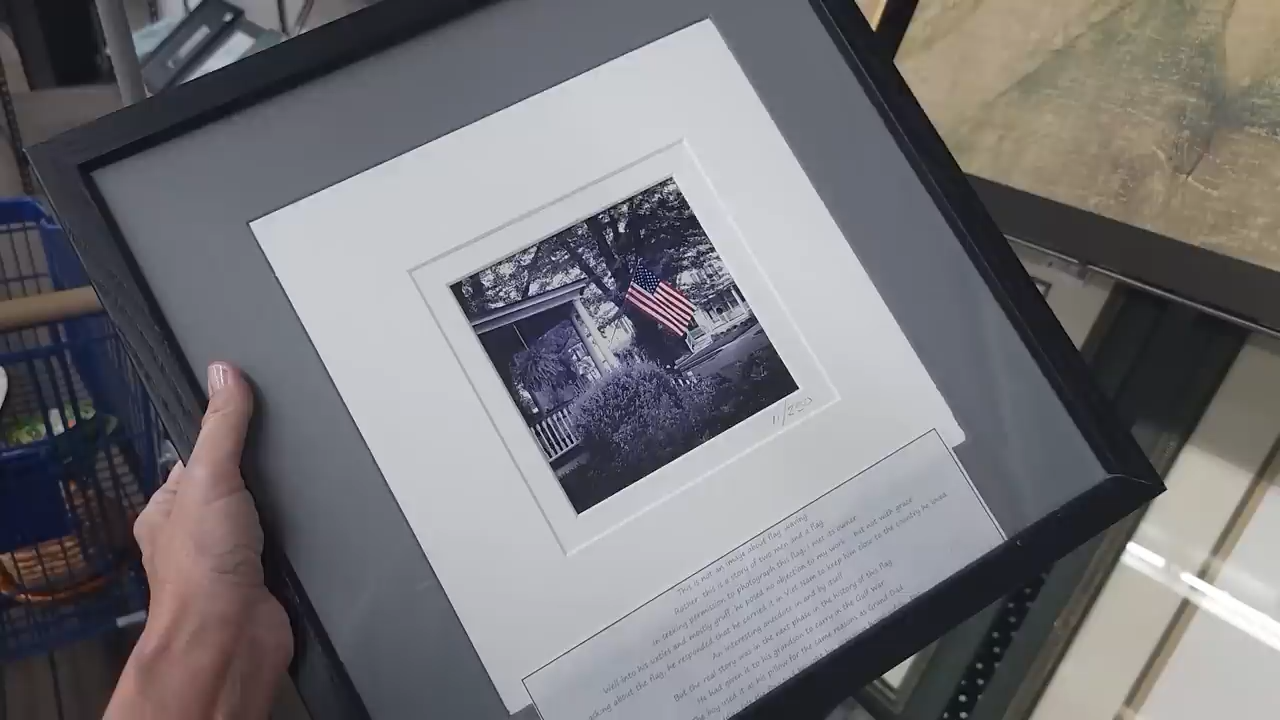 11/250
This is not an image about flag waving
Rather this is a story of two men and a flag
In seeking permission to photograph this flag, I met its owner
Well into his sixties and mostly gruff, he posed no objection to my work - but not with grace
asking about the flag, he responded that he carried it in Viet Nam to keep him close to the country he loved
An interesting anecdote in and by itself
But the real story was in the next phase in the history of this flag
He had given it to his grandson to carry in the Gulf War
The boy used it as his pillow for the same reasons as Grand Dad